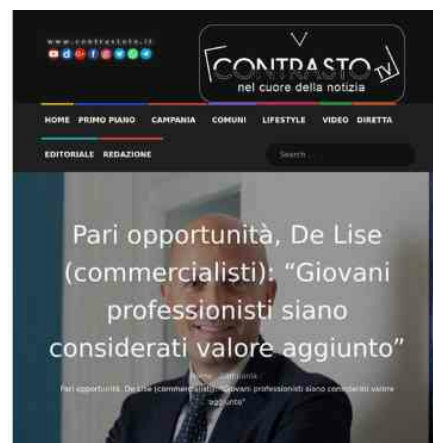 www.contrastotv.it
CONTRASTO TV
nel cuore della notizia
HOME PRIMO PIANO CAMPANIA COMUNI LIFESTYLE VIDEO DIRETTA
EDITORIALE REDAZIONE
Search ...
Pari opportunità, De Lise
(commercialisti): “Giovani
professionisti siano
considerati valore aggiunto”
Home Campania
Pari opportunità, De Lise (commercialisti): “Giovani professionisti siano considerati valore
aggiunto”